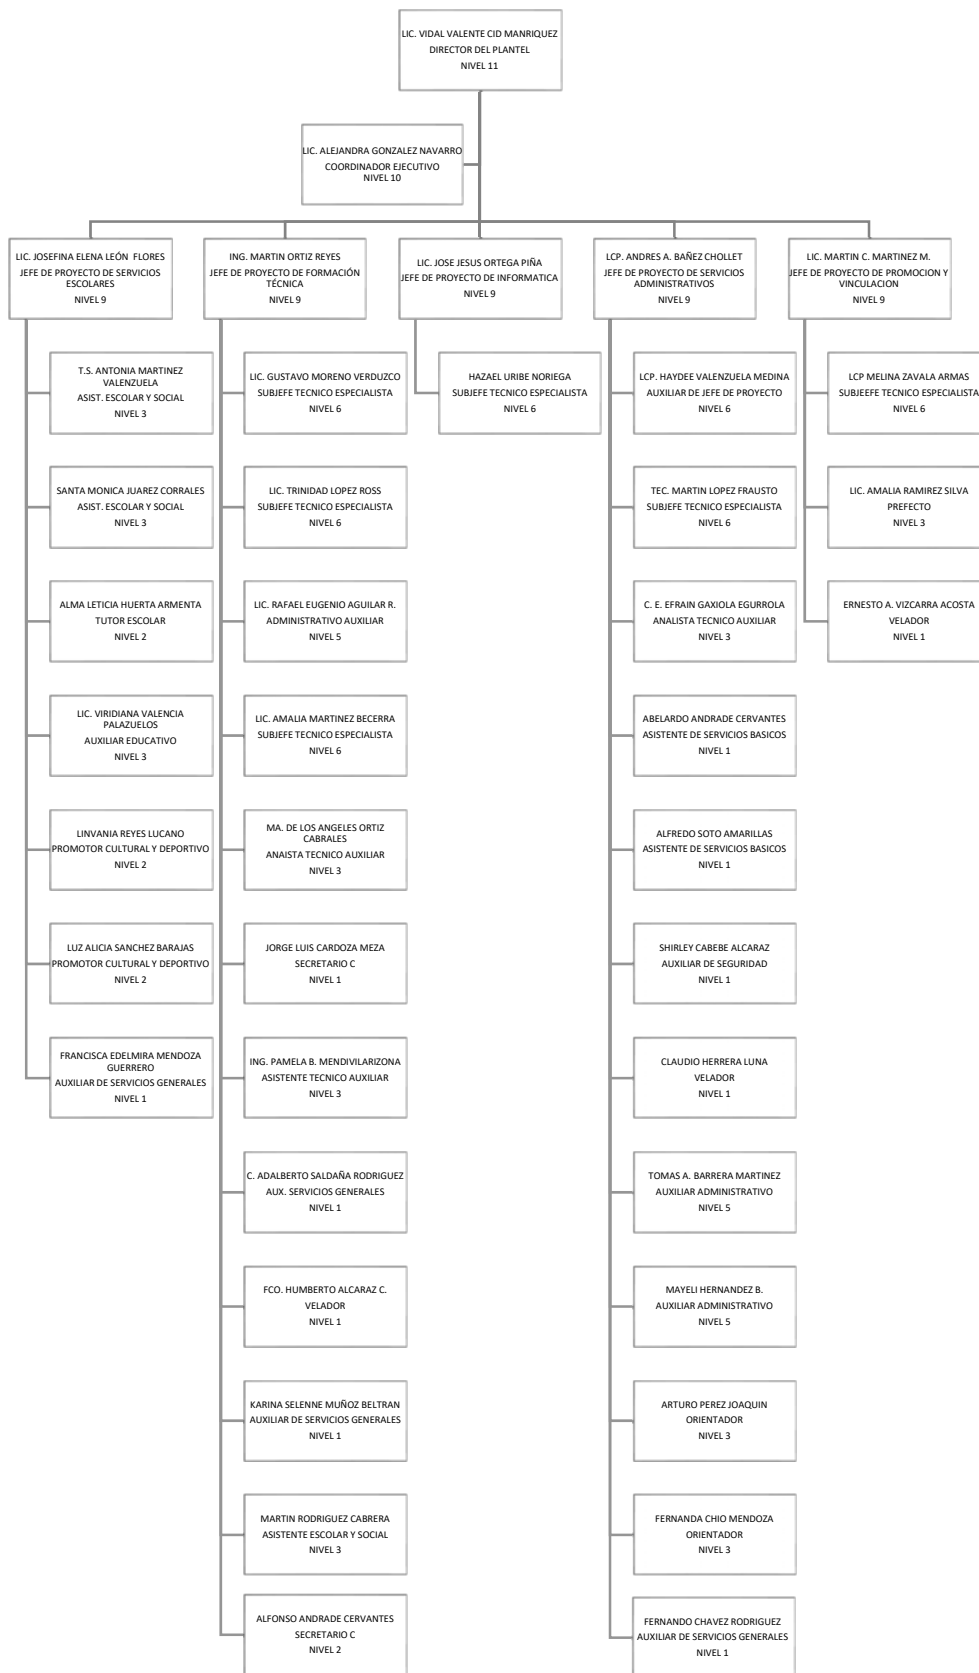 LIC. VIDAL VALENTE CID MANRIQUEZ
DIRECTOR DEL PLANTEL
NIVEL 11
LIC. ALEJANDRA GONZALEZ NAVARRO
COORDINADOR EJECUTIVO
NIVEL 10
LIC. JOSEFINA ELENA LEÓN FLORES
JEFE DE PROYECTO DE SERVICIOS
ESCOLARES
NIVEL 9
T.S. ANTONIA MARTINEZ
VALENZUELA
ASIST. ESCOLAR Y SOCIAL
NIVEL 3
SANTA MONICA JUAREZ CORRALES
ASIST. ESCOLAR Y SOCIAL
NIVEL 3
ALMA LETICIA HUERTA ARMENTA
TUTOR ESCOLAR
NIVEL 2
LIC. VIRIDIANA VALENCIA
PALAZUELOS
AUXILIAR EDUCATIVO
NIVEL 3
LINVANIA REYES LUCANO
PROMOTOR CULTURAL Y DEPORTIVO
NIVEL 2
LUZ ALICIA SANCHEZ BARAJAS
PROMOTOR CULTURAL Y DEPORTIVO
NIVEL 2
FRANCISCA EDELMIRA MENDOZA
GUERRERO
AUXILIAR DE SERVICIOS GENERALES
NIVEL 1
ING. MARTIN ORTIZ REYES
JEFE DE PROYECTO DE FORMACIÓN
TÉCNICA
NIVEL 9
LIC. GUSTAVO MORENO VERDUZCO
SUBJEFE TECNICO ESPECIALISTA
NIVEL 6
LIC. TRINIDAD LOPEZ ROSS
SUBJEFE TECNICO ESPECIALISTA
NIVEL 6
LIC. RAFAEL EUGENIO AGUILAR R.
ADMINISTRATIVO AUXILIAR
NIVEL 5
LIC. AMALIA MARTINEZ BECERRA
SUBJEFE TECNICO ESPECIALISTA
NIVEL 6
MA. DE LOS ANGELES ORTIZ
CABRALES
ANAISTA TECNICO AUXILIAR
NIVEL 3
JORGE LUIS CARDOZA MEZA
SECRETARIO C
NIVEL 1
ING. PAMELA B. MENDIVILARIZONA
ASISTENTE TECNICO AUXILIAR
NIVEL 3
C. ADALBERTO SALDAÑA RODRIGUEZ
AUX. SERVICIOS GENERALES
NIVEL 1
FCO. HUMBERTO ALCARAZ C.
VELADOR
NIVEL 1
KARINA SELENNE MUÑOZ BELTRAN
AUXILIAR DE SERVICIOS GENERALES
NIVEL 1
MARTIN RODRIGUEZ CABRERA
ASISTENTE ESCOLAR Y SOCIAL
NIVEL 3
ALFONSO ANDRADE CERVANTES
SECRETARIO C
NIVEL 2
LIC. JOSE JESUS ORTEGA PIÑA
JEFE DE PROYECTO DE INFORMATICA
NIVEL 9
HAZAEL URIBE NORIEGA
SUBJEFE TECNICO ESPECIALISTA
NIVEL 6
LCP. ANDRES A. BAÑEZ CHOLLET
JEFE DE PROYECTO DE SERVICIOS
ADMINISTRATIVOS
NIVEL 9
LCP. HAYDEE VALENZUELA MEDINA
AUXILIAR DE JEFE DE PROYECTO
NIVEL 6
TEC. MARTIN LOPEZ FRAUSTO
SUBJEFE TECNICO ESPECIALISTA
NIVEL 6
C. E. EFRAIN GAXIOLA EGURROLA
ANALISTA TECNICO AUXILIAR
NIVEL 3
ABELARDO ANDRADE CERVANTES
ASISTENTE DE SERVICIOS BASICOS
NIVEL 1
ALFREDO SOTO AMARILLAS
ASISTENTE DE SERVICIOS BASICOS
NIVEL 1
SHIRLEY CABEBE ALCARAZ
AUXILIAR DE SEGURIDAD
NIVEL 1
CLAUDIO HERRERA LUNA
VELADOR
NIVEL 1
TOMAS A. BARRERA MARTINEZ
AUXILIAR ADMINISTRATIVO
NIVEL 5
MAYELI HERNANDEZ B.
AUXILIAR ADMINISTRATIVO
NIVEL 5
ARTURO PEREZ JOAQUIN
ORIENTADOR
NIVEL 3
FERNANDA CHIO MENDOZA
ORIENTADOR
NIVEL 3
FERNANDO CHAVEZ RODRIGUEZ
AUXILIAR DE SERVICIOS GENERALES
NIVEL 1
LIC. MARTIN C. MARTINEZ M.
JEFE DE PROYECTO DE PROMOCION Y
VINCULACION
NIVEL 9
LCP MELINA ZAVALA ARMAS
SUBJEEFE TECNICO ESPECIALISTA
NIVEL 6
LIC. AMALIA RAMIREZ SILVA
PREFECTO
NIVEL 3
ERNESTO A. VIZCARRA ACOSTA
VELADOR
NIVEL 1